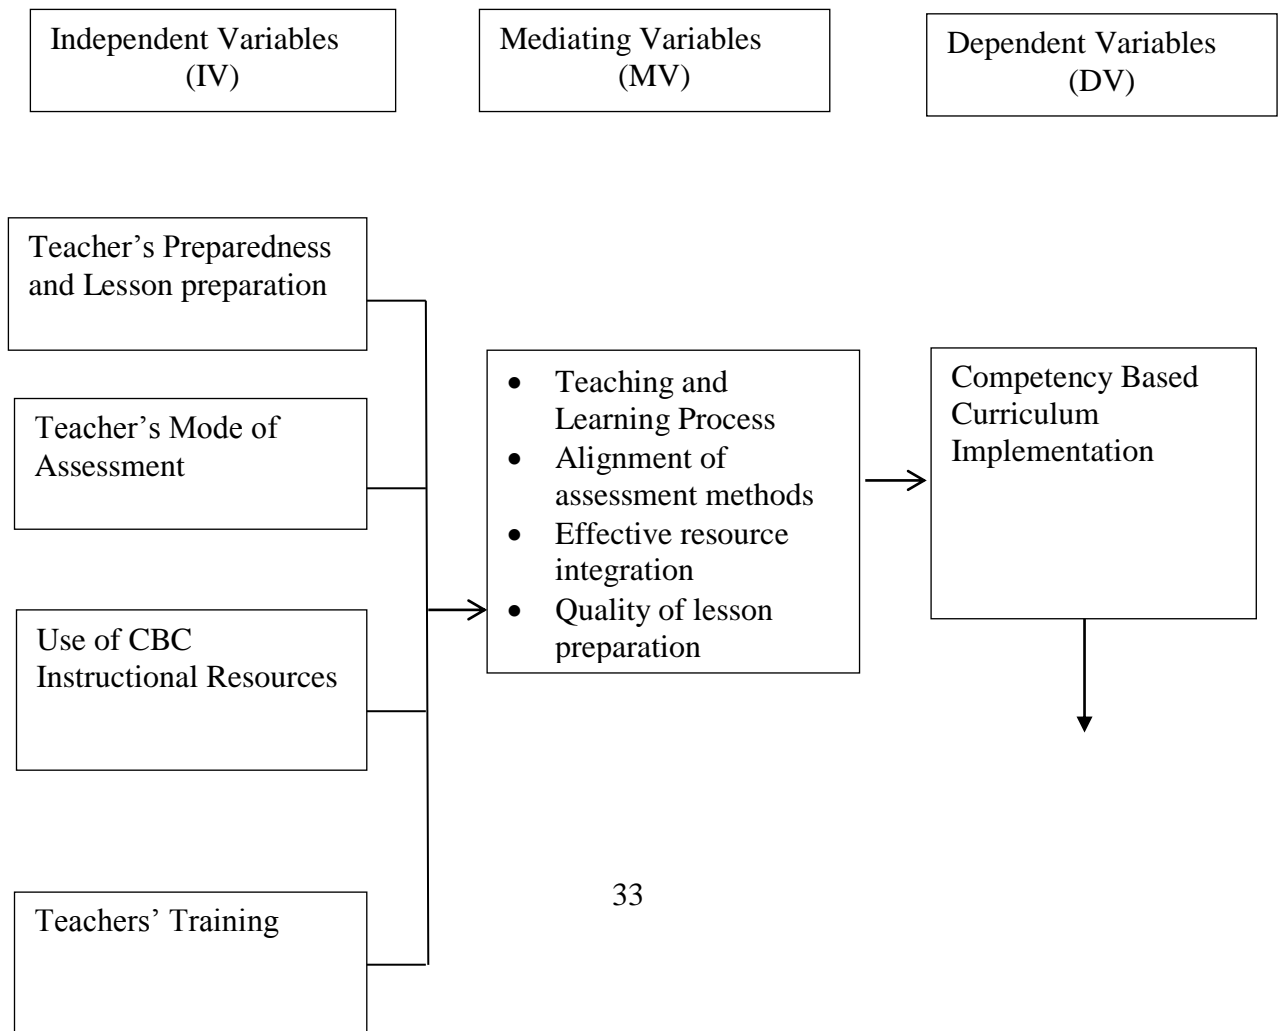 Independent Variables
(IV)
Mediating Variables
(MV)
Dependent Variables
(DV)
Teacher’s Preparedness
and Lesson preparation
Teacher’s Mode of
Assessment
Use of CBC
Instructional Resources
Teachers’ Training
• Teaching and
Learning Process
• Alignment of
assessment methods
• Effective resource
integration
• Quality of lesson
preparation
Competency Based
Curriculum
Implementation
33